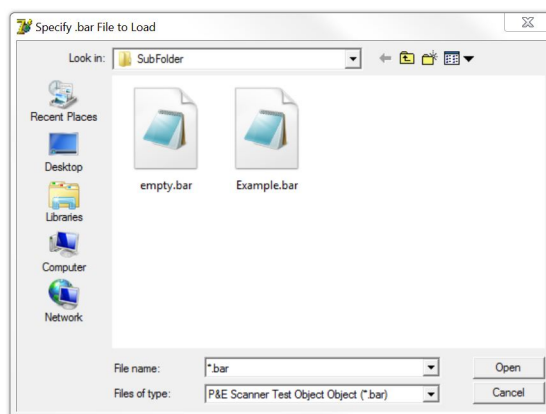 Specify .bar File to Load
Look in:
SubFolder
Recent Places
Desktop
Libraries
Computer
Network
empty.bar
Example.bar
File name:
*.bar
Open
Files of type:
P&E Scanner Test Object Object (*.bar)
Cancel